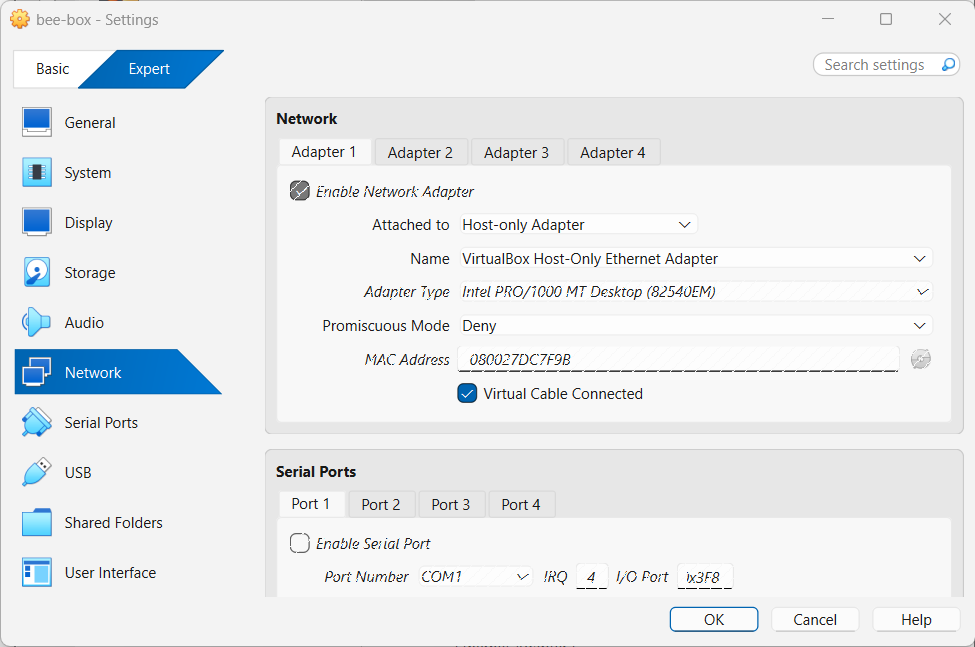 bee-box - Settings
Basic
Expert
Search settings
General
System
Display
Storage
Audio
Network
Serial Ports
USB
Shared Folders
User Interface
Network
Adapter 1 Adapter 2 Adapter 3 Adapter 4
Enable Network Adapter
Attached to Host-only Adapter
Name VirtualBox Host-Only Ethernet Adapter
Adapter Type Intel PRO/1000 MT Desktop (82540EM)
Promiscuous Mode Deny
MAC Address 080027DC7F9B
Virtual Cable Connected
Serial Ports
Port 1 Port 2 Port 3 Port 4
Enable Serial Port
Port Number COM1 IRQ 4 I/O Port 0x3F8
OK Cancel Help